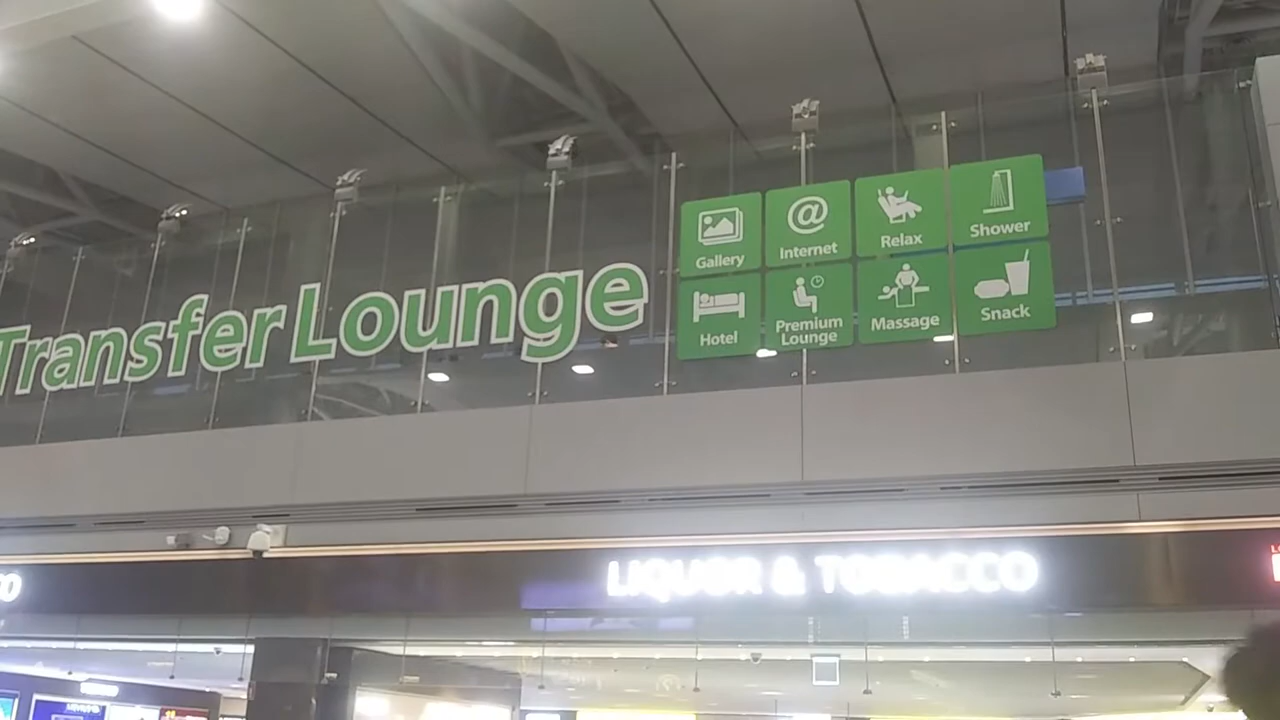 Transfer Lounge
Gallery
Internet
Relax
Shower
Hotel
Premium
Lounge
Massage
Snack
LIQUOR & TOBACCO